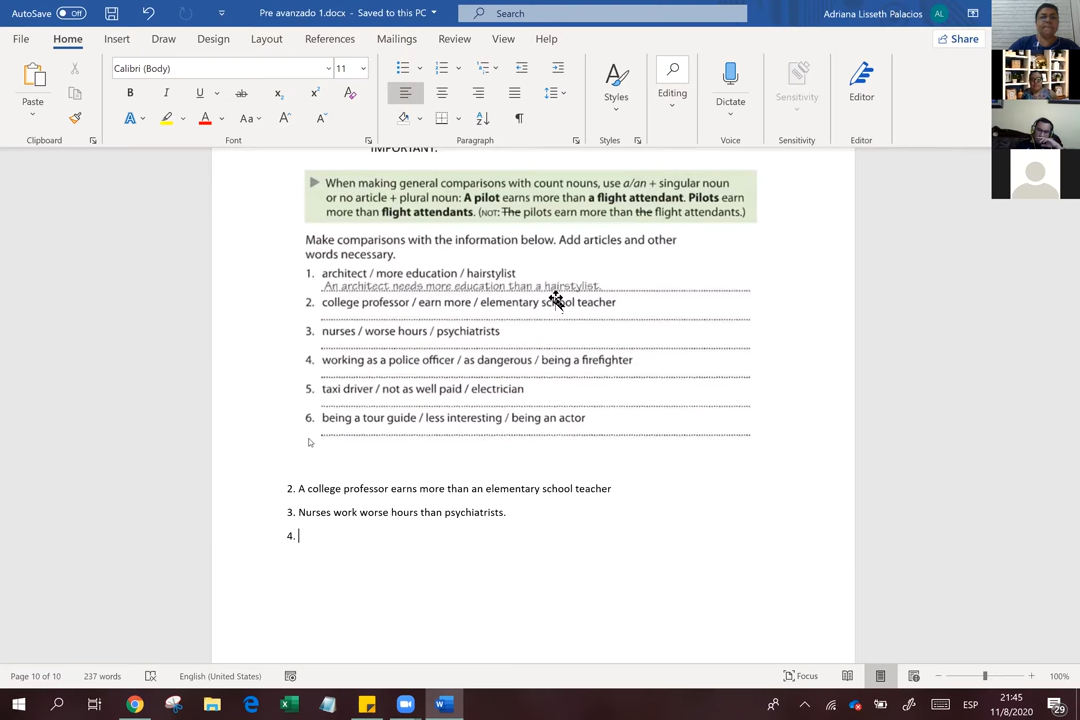 AutoSave Off Pre avanzado 1.docx - Saved to this PC Search Adriana Lisseth Palacios AL
File Home Insert Draw Design Layout References Mailings Review View Help Share
Calibri (Body) 11
Paste Styles Editing Dictate Sensitivity Editor
B I U ab x₂ x²
A A Aa A A
Clipboard Font Paragraph Styles Voice Sensitivity Editor
IMPORTANT:
When making general comparisons with count nouns, use a/an + singular noun
or no article + plural noun: A pilot earns more than a flight attendant. Pilots earn
more than flight attendants. (NOT: The pilots earn more than the flight attendants.)
Make comparisons with the information below. Add articles and other
words necessary.
1. architect / more education / hairstylist
An architect needs more education than a hairstylist.
2. college professor / earn more / elementary school teacher
3. nurses / worse hours / psychiatrists
4. working as a police officer / as dangerous / being a firefighter
5. taxi driver / not as well paid / electrician
6. being a tour guide / less interesting / being an actor
2. A college professor earns more than an elementary school teacher
3. Nurses work worse hours than psychiatrists.
4.
Page 10 of 10 237 words English (United States) Focus 100%
ESP 21:45
11/8/2020 29